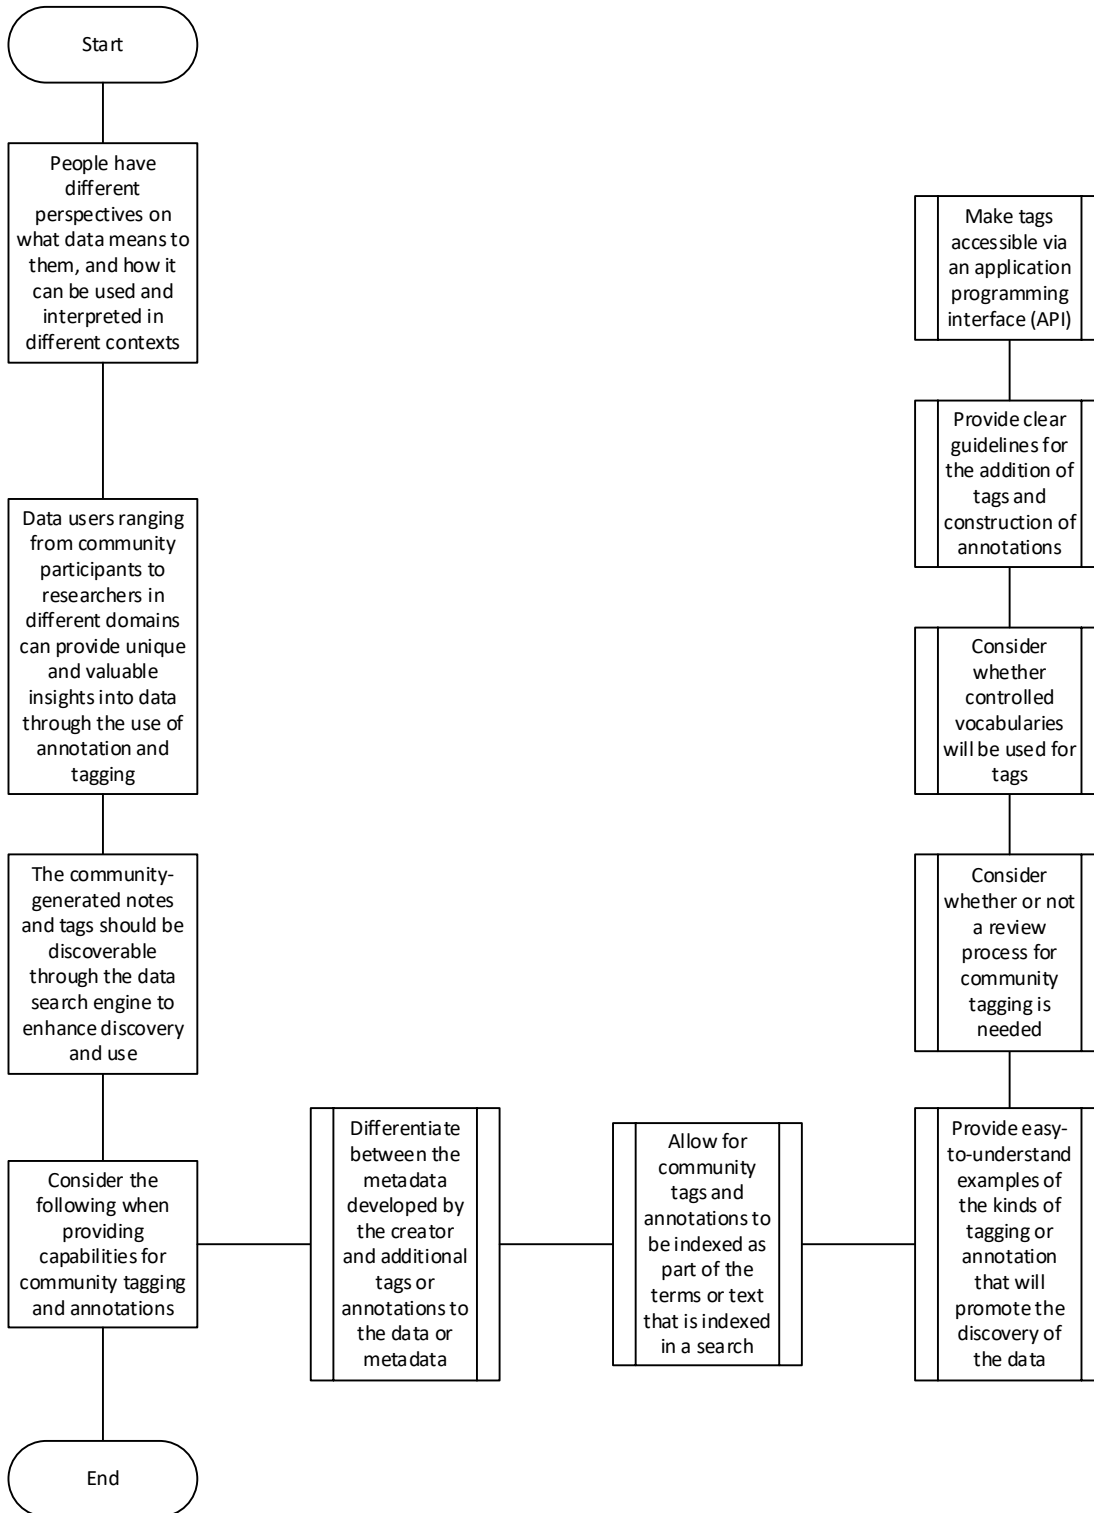 Start
People have
different
perspectives on
what data means to
them, and how it
can be used and
interpreted in
different contexts
Data users ranging
from community
participants to
researchers in
different domains
can provide unique
and valuable
insights into data
through the use of
annotation and
tagging
The community-
generated notes
and tags should be
discoverable
through the data
search engine to
enhance discovery
and use
Consider the
following when
providing
capabilities for
community tagging
and annotations
End
Differentiate
between the
metadata
developed by
the creator
and additional
tags or
annotations to
the data or
metadata
Allow for
community
tags and
annotations to
be indexed as
part of the
terms or text
that is indexed
in a search
Provide easy-
to-understand
examples of
the kinds of
tagging or
annotation
that will
promote the
discovery of
the data
Consider
whether or not
a review
process for
community
tagging is
needed
Consider
whether
controlled
vocabularies
will be used for
tags
Provide clear
guidelines for
the addition of
tags and
construction of
annotations
Make tags
accessible via
an application
programming
interface (API)